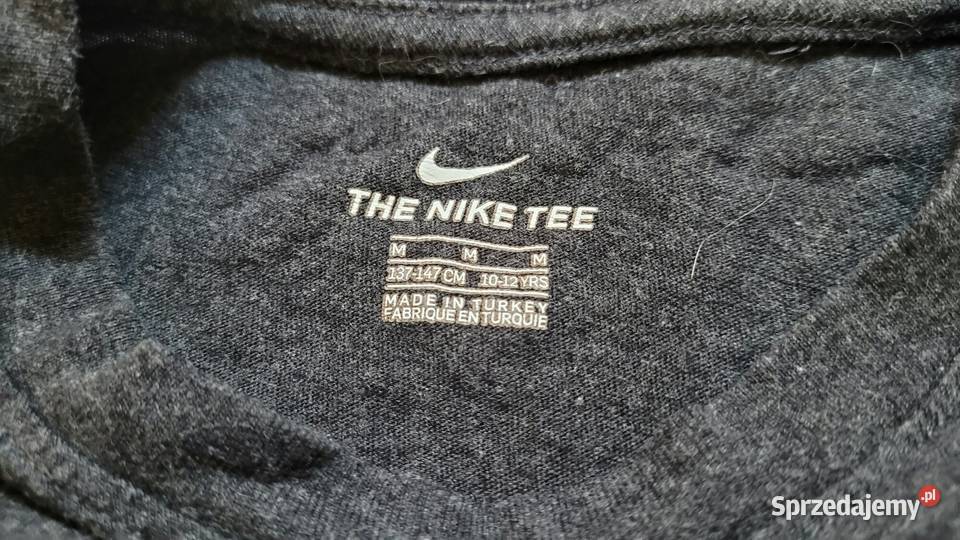 THE NIKE TEE
M M M
137-147 CM 10-12 YRS
MADE IN TURKEY
FABRIQUE EN TURQUIE
Sprzedajemy.pl